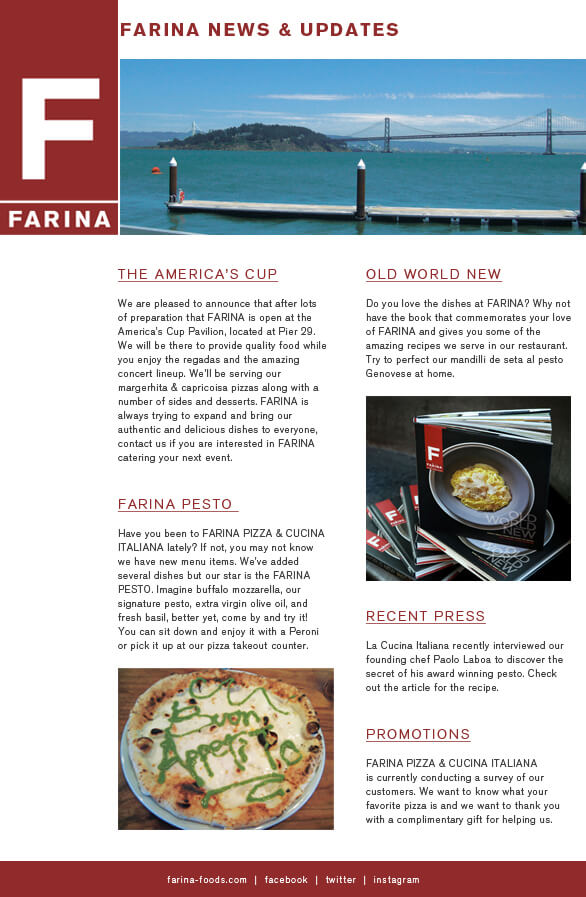 FARINA NEWS & UPDATES
F
FARINA
THE AMERICA'S CUP
We are pleased to announce that after lots
of preparation that FARINA is open at the
America's Cup Pavilion, located at Pier 29.
We will be there to provide quality food while
you enjoy the regadas and the amazing
concert lineup. We'll be serving our
margerhita & capricoisa pizzas along with a
number of sides and desserts. FARINA is
always trying to expand and bring our
authentic and delicious dishes to everyone,
contact us if you are interested in FARINA
catering your next event.
FARINA PESTO
Have you been to FARINA PIZZA & CUCINA
ITALIANA lately? If not, you may not know
we have new menu items. We've added
several dishes but our star is the FARINA
PESTO. Imagine buffalo mozzarella, our
signature pesto, extra virgin olive oil, and
fresh basil, better yet, come by and try it!
You can sit down and enjoy it with a Peroni
or pick it up at our pizza takeout counter.
Buon
Appetito
OLD WORLD NEW
Do you love the dishes at FARINA? Why not
have the book that commemorates your love
of FARINA and gives you some of the
amazing recipes we serve in our restaurant.
Try to perfect our mandilli de seta al pesto
Genovese at home.
F
FARINA
OLD
WORLD
NEW
RECENT PRESS
La Cucina Italiana recently interviewed our
founding chef Paolo Laboa to discover the
secret of his award winning pesto. Check
out the article for the recipe.
PROMOTIONS
FARINA PIZZA & CUCINA ITALIANA
is currently conducting a survey of our
customers. We want to know what your
favorite pizza is and we want to thank you
with a complimentary gift for helping us.
farina-foods.com | facebook | twitter | instagram